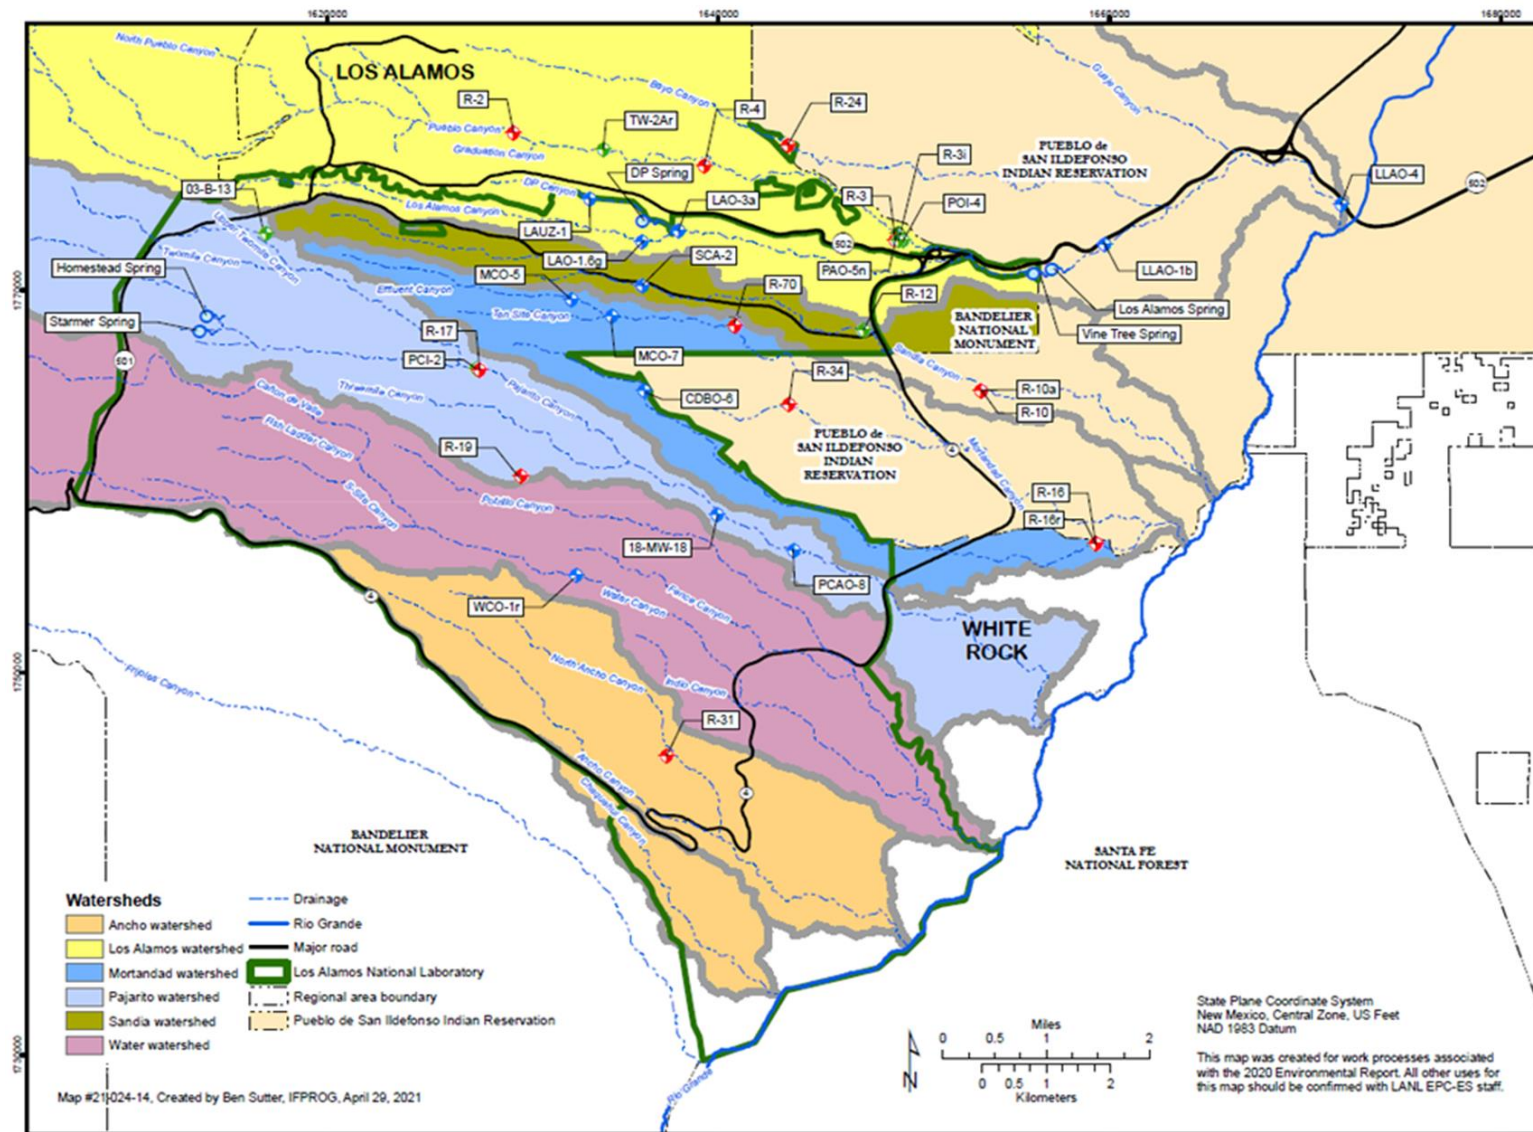 1620000
1640000
1660000
1680000
North Pueblo Canyon
LOS ALAMOS
R-2
Bayo Canyon
R-4
R-24
Guaje Canyon
TW-2Ar
Pueblo Canyon
Graduation Canyon
DP Spring
R-3i
PUEBLO de
SAN ILDEFONSO
INDIAN RESERVATION
LLAO-4
502
03-B-13
DP Canyon
R-3
LAO-3a
POI-4
Los Alamos Canyon
LAUZ-1
502
Twomile Canyon
LAO-1.6g
SCA-2
PAO-5n
LLAO-1b
Homestead Spring
MCO-5
R-70
R-12
1770000
Effluent Canyon
Los Alamos Spring
Starmer Spring
Ten Site Canyon
BANDELIER
NATIONAL
MONUMENT
Vine Tree Spring
R-17
PCI-2
MCO-7
501
Sandia Canyon
R-34
Threemile Canyon
Pajarito Canyon
CDBO-6
R-10a
R-10
Cañon de Valle
Fish Ladder Canyon
PUEBLO de
SAN ILDEFONSO
INDIAN
RESERVATION
R-19
4
Mortandad Canyon
S-Site Canyon
Potrillo Canyon
R-16
R-16r
18-MW-18
PCAO-8
4
WCO-1r
Water Canyon
Fence Canyon
WHITE
ROCK
1750000
Frijoles Canyon
North Ancho Canyon
Indio Canyon
R-31
Ancho Canyon
Chaquehui Canyon
4
BANDELIER
NATIONAL MONUMENT
SANTA FE
NATIONAL FOREST
Watersheds
Ancho watershed
Los Alamos watershed
Mortandad watershed
Pajarito watershed
Sandia watershed
Water watershed
Drainage
Rio Grande
Major road
Los Alamos National Laboratory
Regional area boundary
Pueblo de San Ildefonso Indian Reservation
1730000
Rio Grande
N
Miles
0 0.5 1 2
0 0.5 1 2
Kilometers
State Plane Coordinate System
New Mexico, Central Zone, US Feet
NAD 1983 Datum
This map was created for work processes associated
with the 2020 Environmental Report. All other uses for
this map should be confirmed with LANL EPC-ES staff.
Map #21-024-14, Created by Ben Sutter, IFPROG, April 29, 2021